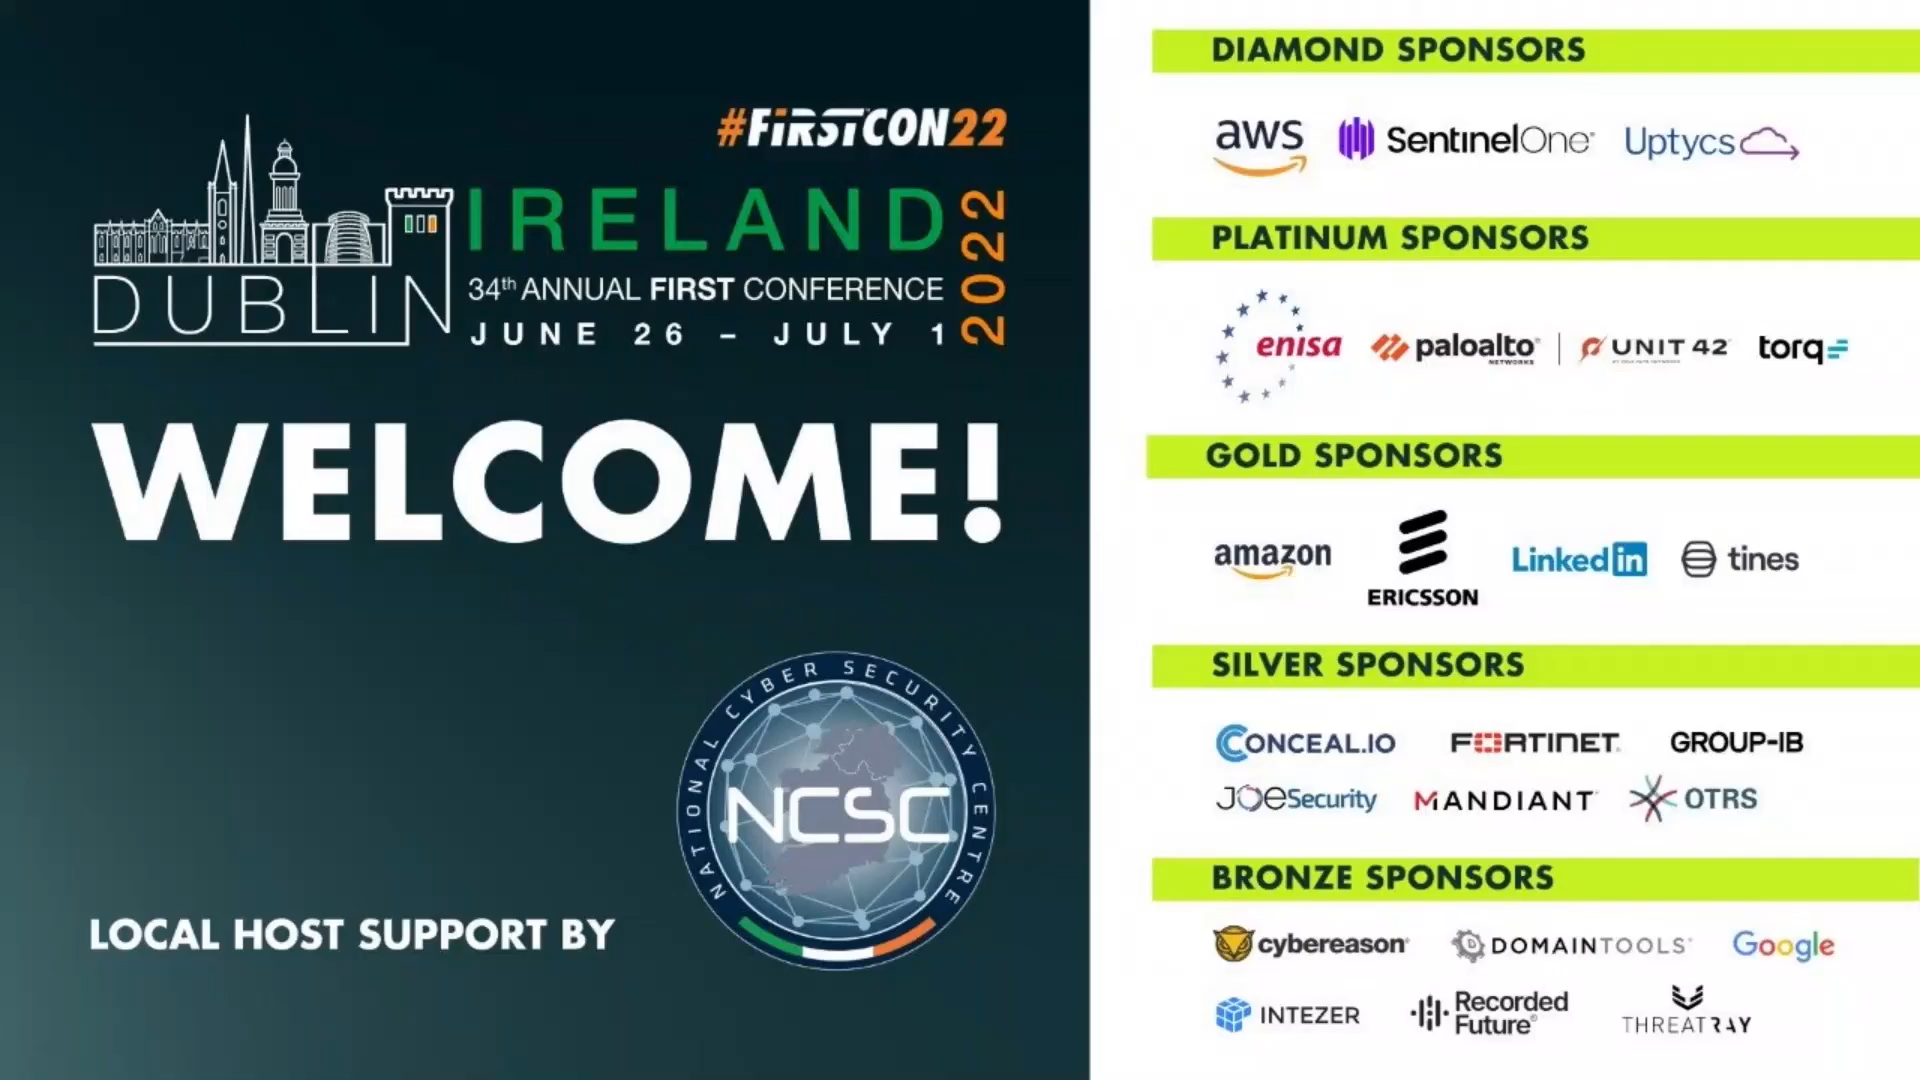 #FiRSTCON22
DUBLIN
IRELAND
2022
34th ANNUAL FIRST CONFERENCE
JUNE 26 – JULY 1
WELCOME!
LOCAL HOST SUPPORT BY
NATIONAL CYBER SECURITY CENTRE
NCSC
DIAMOND SPONSORS
aws SentinelOne Uptycs
PLATINUM SPONSORS
enisa paloalto NETWORKS | UNIT 42 torq
GOLD SPONSORS
amazon ERICSSON LinkedIn tines
SILVER SPONSORS
CONCEAL.IO FORTINET GROUP-IB
JOESecurity MANDIANT OTRS
BRONZE SPONSORS
cybereason DOMAINTOOLS Google
INTEZER Recorded Future THREATRAY